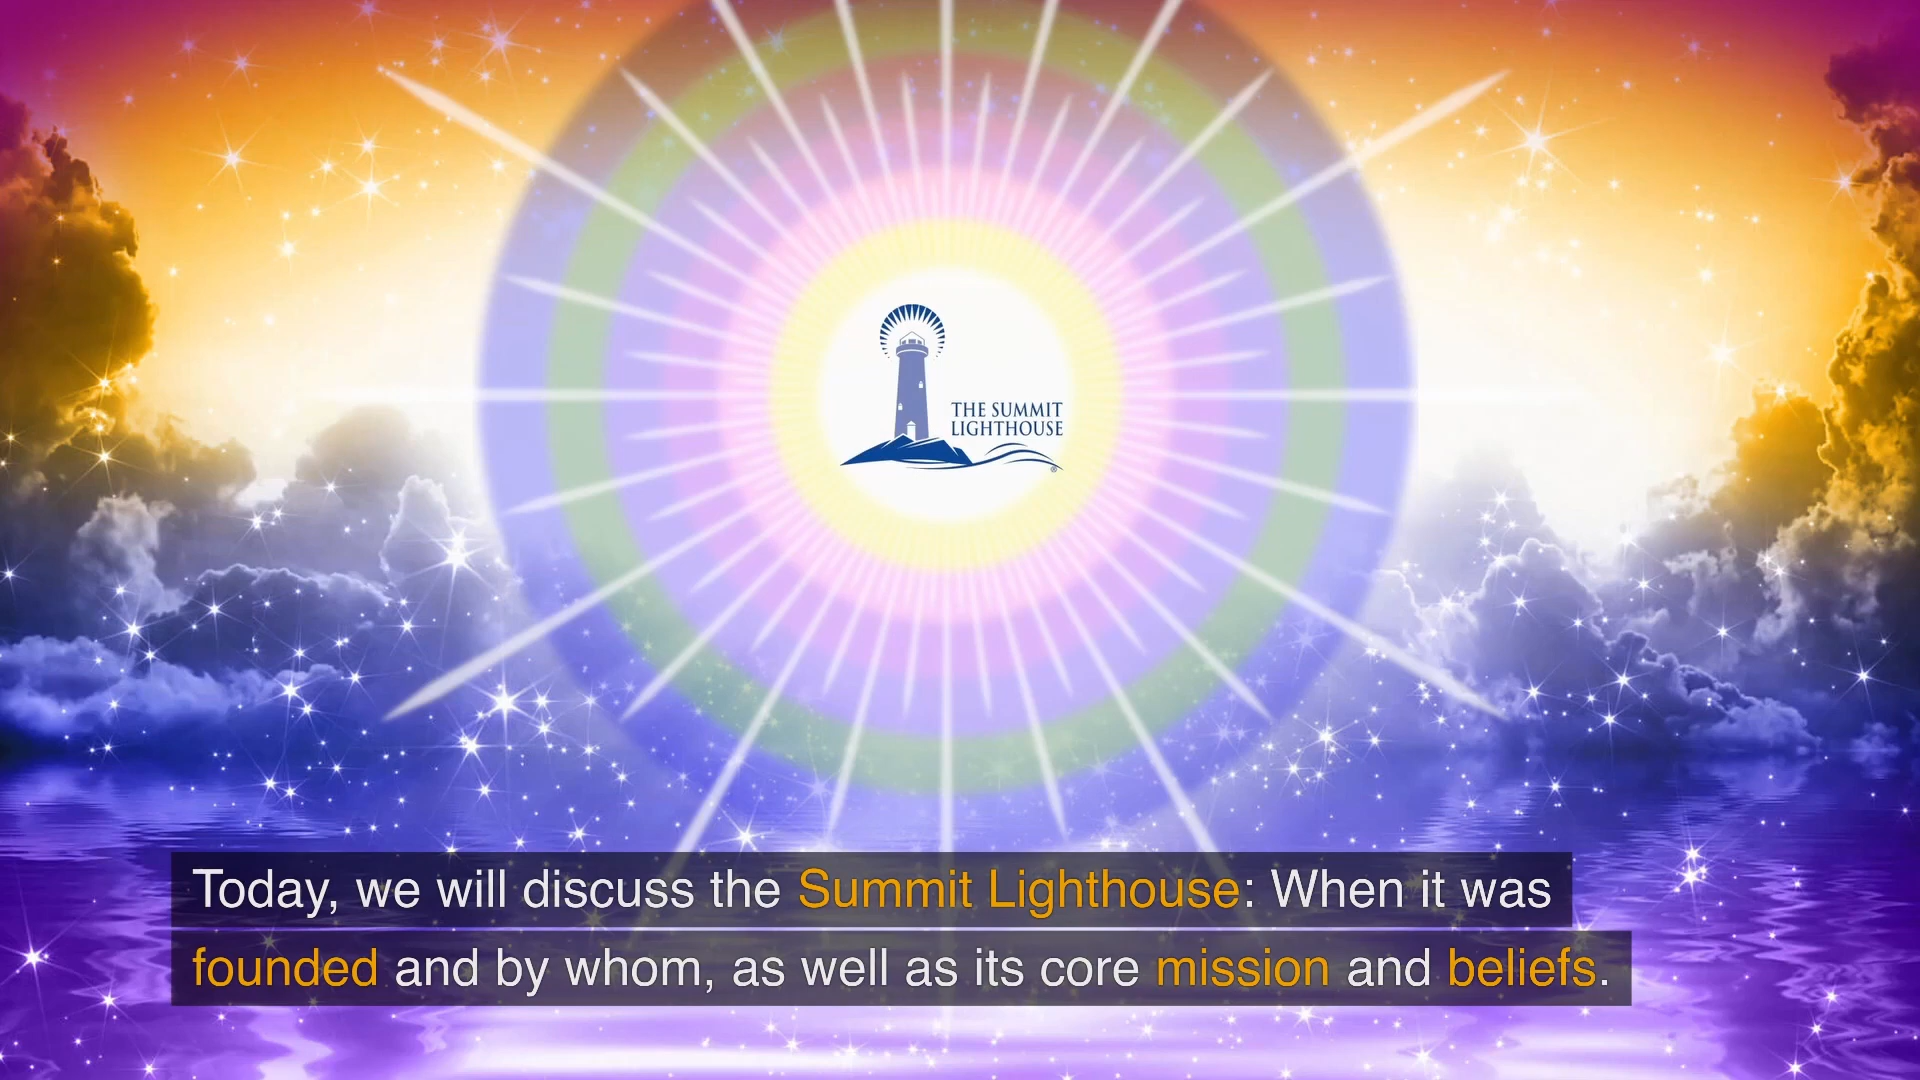 THE SUMMIT
LIGHTHOUSE
®
Today, we will discuss the Summit Lighthouse: When it was
founded and by whom, as well as its core mission and beliefs.